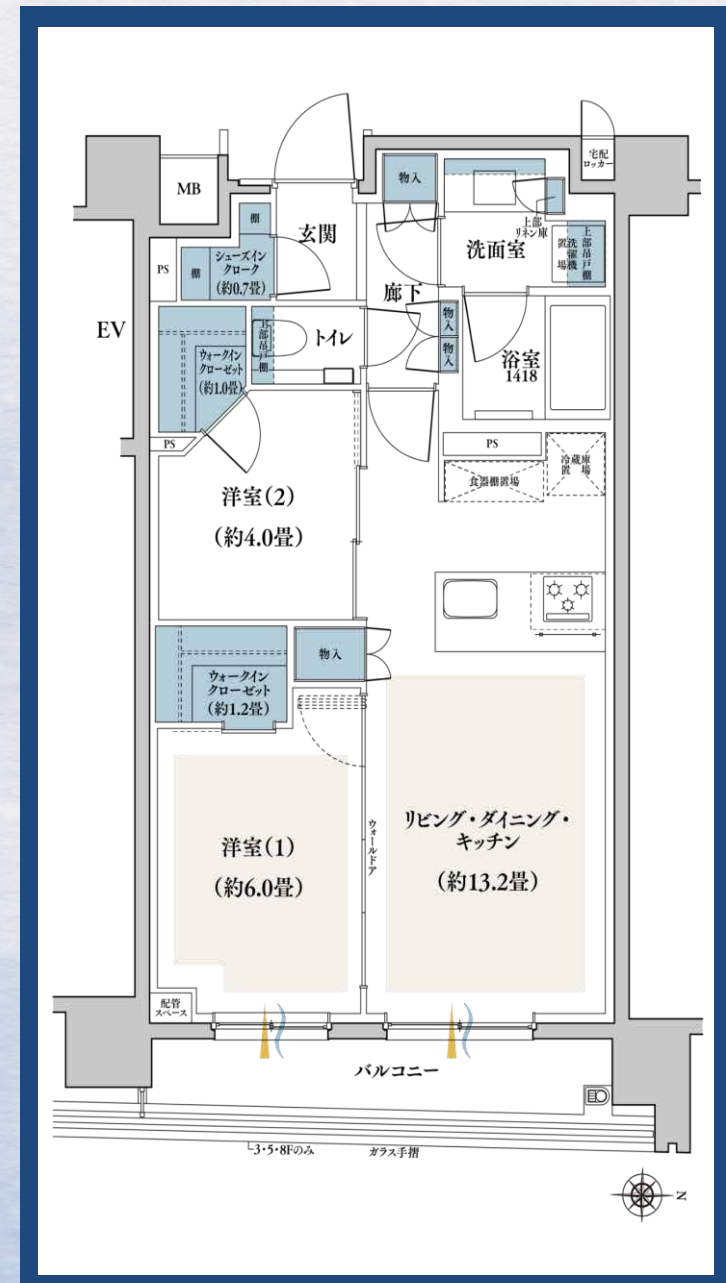 宅配
ロッカー
MB
物入
棚
玄関
上部
リネン庫
洗面室
上部吊戸棚
洗濯機
置場
PS
棚
シューズイン
クローク
(約0.7畳)
廊下
EV
上部吊戸棚
トイレ
物入
物入
浴室
1418
ウォークイン
クローゼット
(約1.0畳)
PS
PS
冷蔵庫
置場
食器棚置場
洋室(2)
(約4.0畳)
物入
ウォークイン
クローゼット
(約1.2畳)
ウォールドア
リビング・ダイニング・
キッチン
(約13.2畳)
洋室(1)
(約6.0畳)
配管
スペース
バルコニー
3・5・8Fのみ
ガラス手摺
N